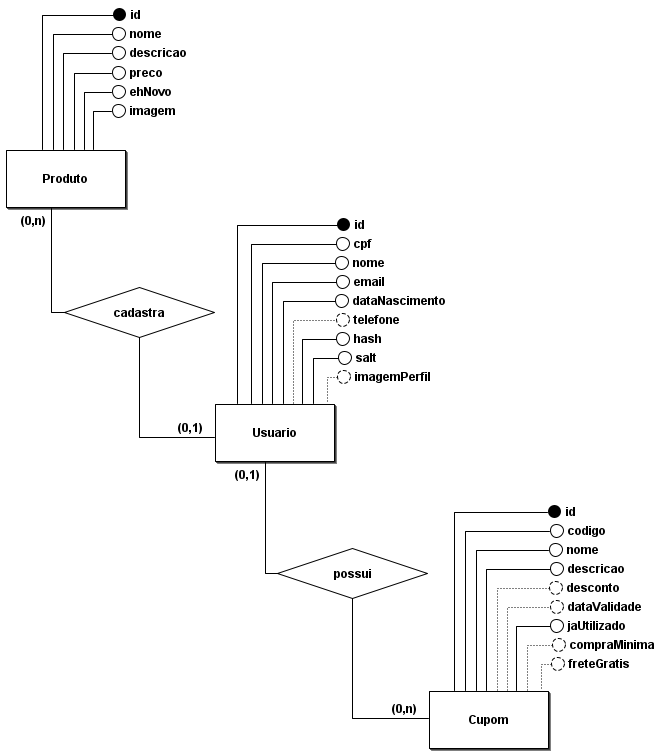 id
nome
descricao
preco
ehNovo
imagem
Produto
(0,n)
cadastra
id
cpf
nome
email
dataNascimento
telefone
hash
salt
imagemPerfil
(0,1)
Usuario
(0,1)
possui
id
codigo
nome
descricao
desconto
dataValidade
jaUtilizado
compraMinima
freteGratis
(0,n)
Cupom